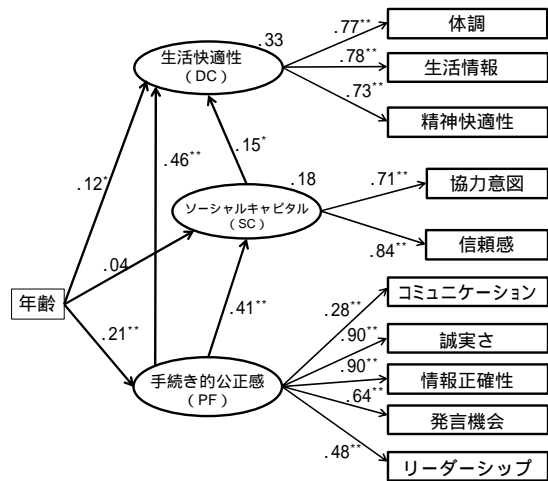 .33
生活快適性
（DC）
.77**
体調
.78**
生活情報
.73**
精神快適性
.12*
.46**
.15*
.18
ソーシャルキャピタル
（SC）
.71**
協力意図
.84**
信頼感
.04
年齢
.21**
.41**
手続き的公正感
（PF）
.28**
コミュニケーション
.90**
誠実さ
.90**
情報正確性
.64**
発言機会
.48**
リーダーシップ